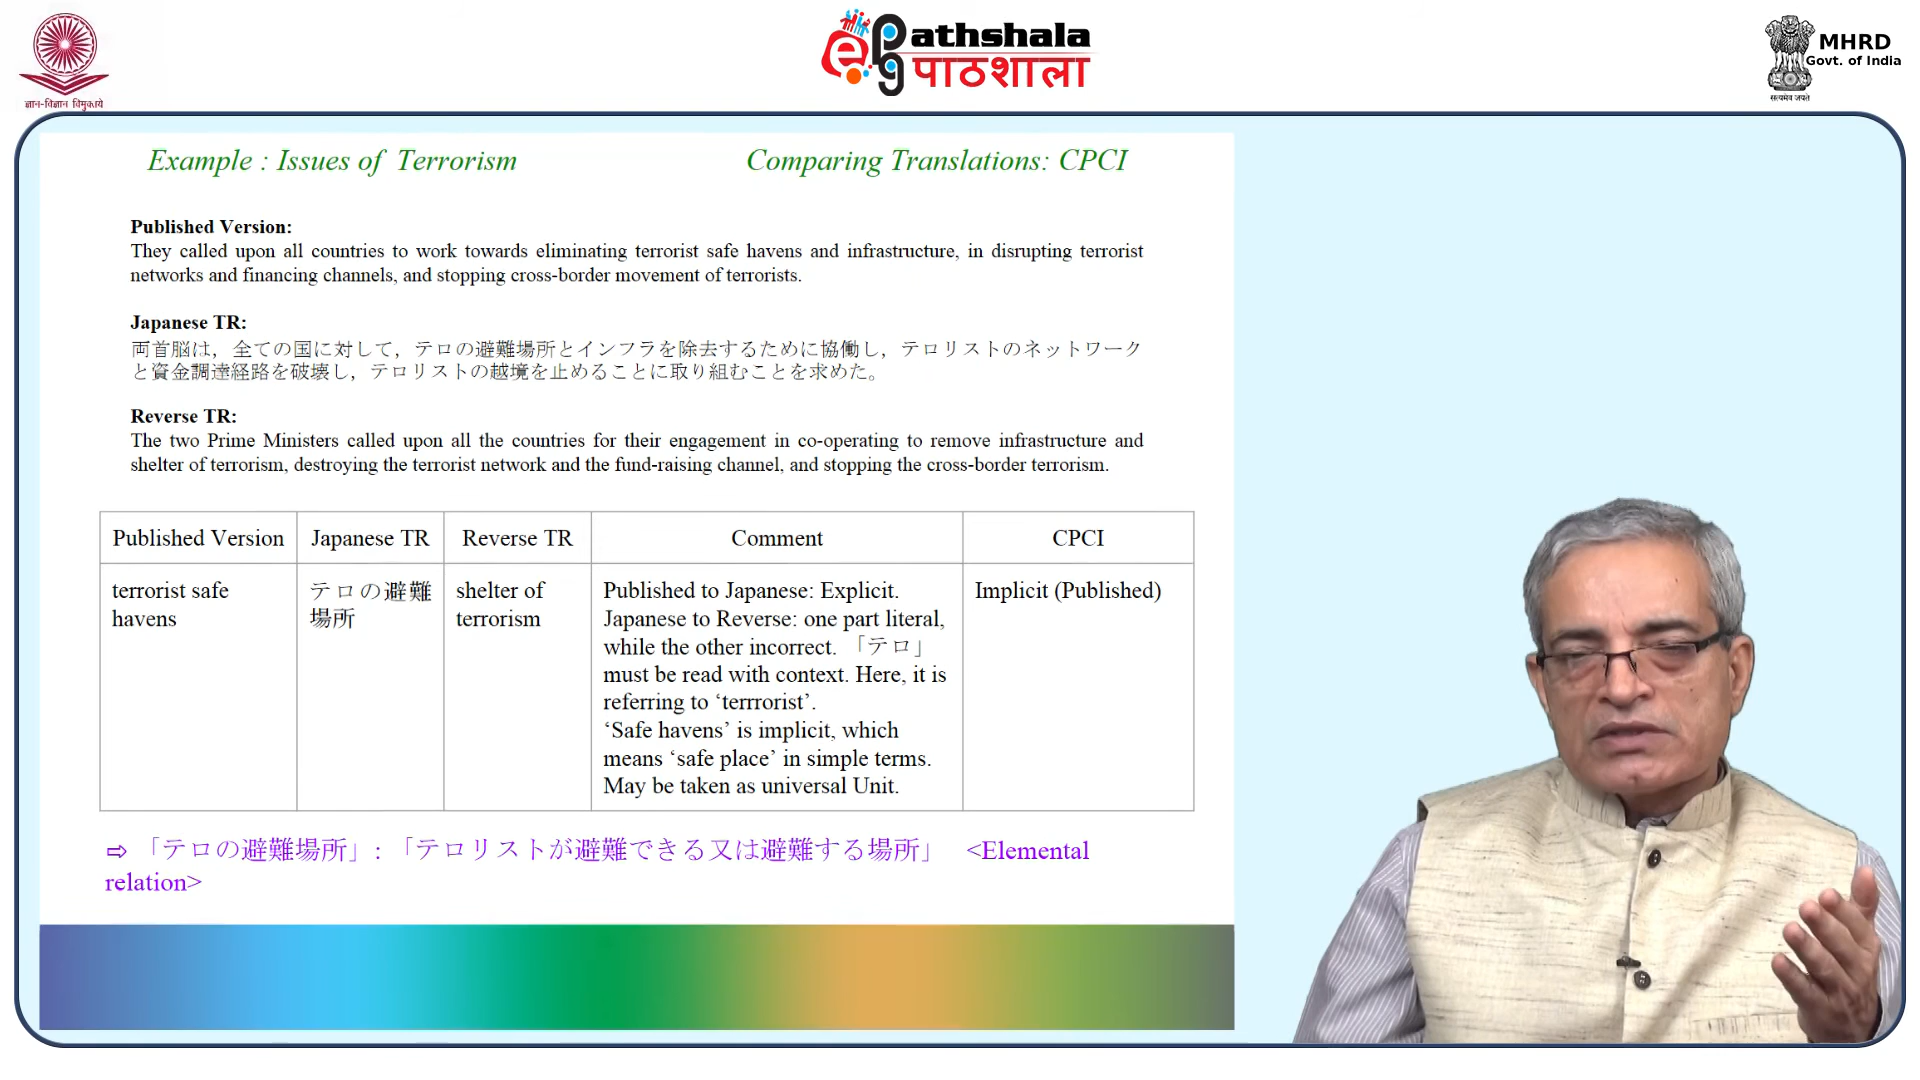 ज्ञान-विज्ञान विमुक्तये
ePathshala
पाठशाला
MHRD
Govt. of India
सत्यमेव जयते
Example : Issues of Terrorism
Comparing Translations: CPCI
Published Version:
They called upon all countries to work towards eliminating terrorist safe havens and infrastructure, in disrupting terrorist
networks and financing channels, and stopping cross-border movement of terrorists.
Japanese TR:
両首脳は，全ての国に対して，テロの避難場所とインフラを除去するために協働し，テロリストのネットワーク
と資金調達経路を破壊し，テロリストの越境を止めることに取り組むことを求めた。
Reverse TR:
The two Prime Ministers called upon all the countries for their engagement in co-operating to remove infrastructure and
shelter of terrorism, destroying the terrorist network and the fund-raising channel, and stopping the cross-border terrorism.
Published Version
Japanese TR
Reverse TR
Comment
CPCI
terrorist safe
havens
テロの避難
場所
shelter of
terrorism
Published to Japanese: Explicit.
Japanese to Reverse: one part literal,
while the other incorrect. 「テロ」
must be read with context. Here, it is
referring to ‘terrrorist’.
‘Safe havens’ is implicit, which
means ‘safe place’ in simple terms.
May be taken as universal Unit.
Implicit (Published)
⇨ 「テロの避難場所」: 「テロリストが避難できる又は避難する場所」 <Elemental
relation>